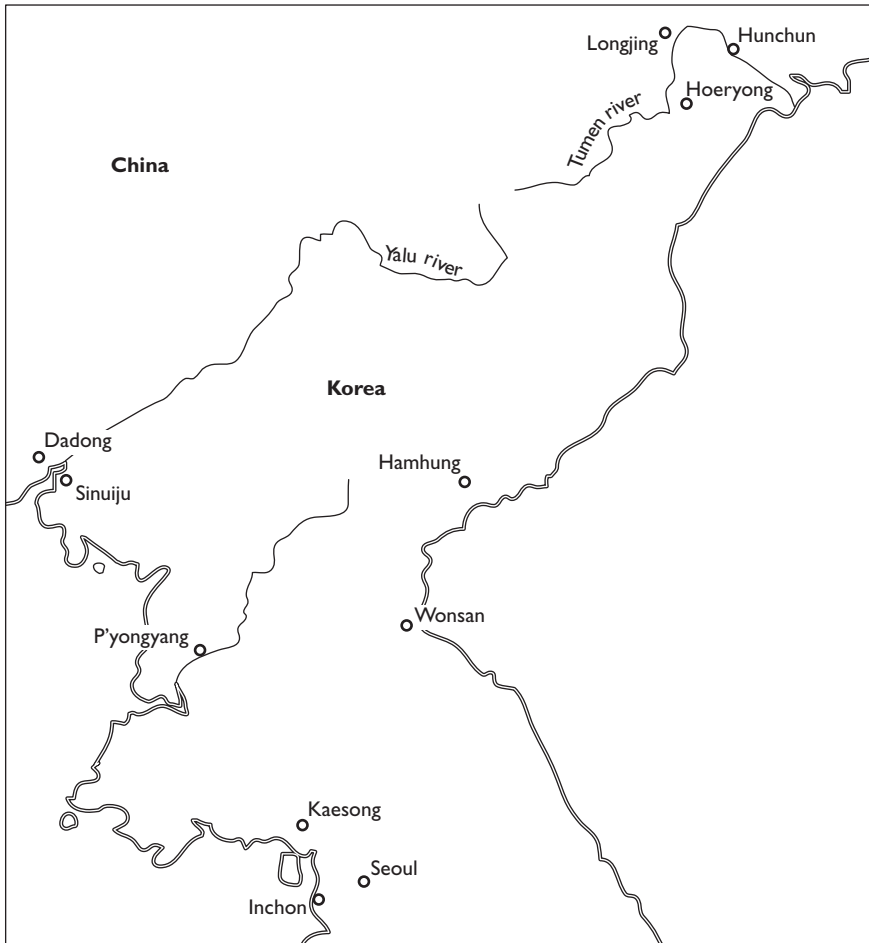 Longjing
Hunchun
Hoeryong
Tumen river
China
Yalu river
Korea
Dadong
Hamhung
Sinuiju
Wonsan
P'yongyang
Kaesong
Seoul
Inchon